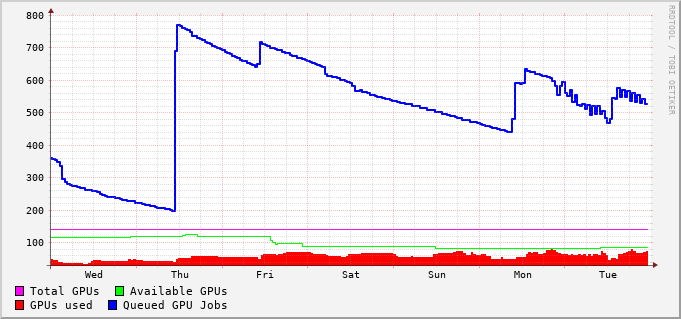 800
700
600
500
400
300
200
100
Wed Thu Fri Sat Sun Mon Tue
Total GPUs Available GPUs
GPUs used Queued GPU Jobs
RRDTOOL / TOBI OETIKER